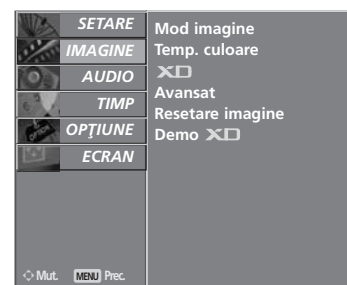 SETARE
IMAGINE
AUDIO
TIMP
OPŢIUNE
ECRAN
Mut. MENU Prec.
Mod imagine
Temp. culoare
XD
Avansat
Resetare imagine
Demo XD